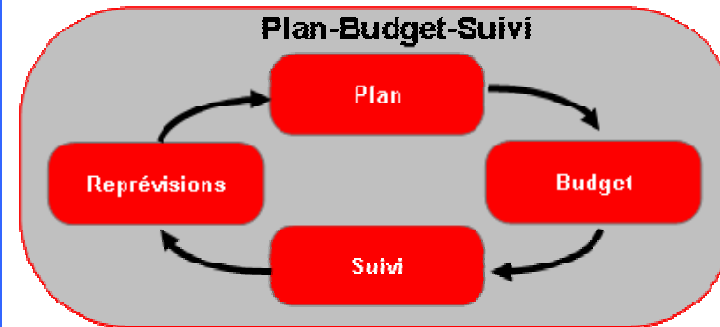 Plan-Budget-Suivi
Plan
Budget
Suivi
Reprévisions